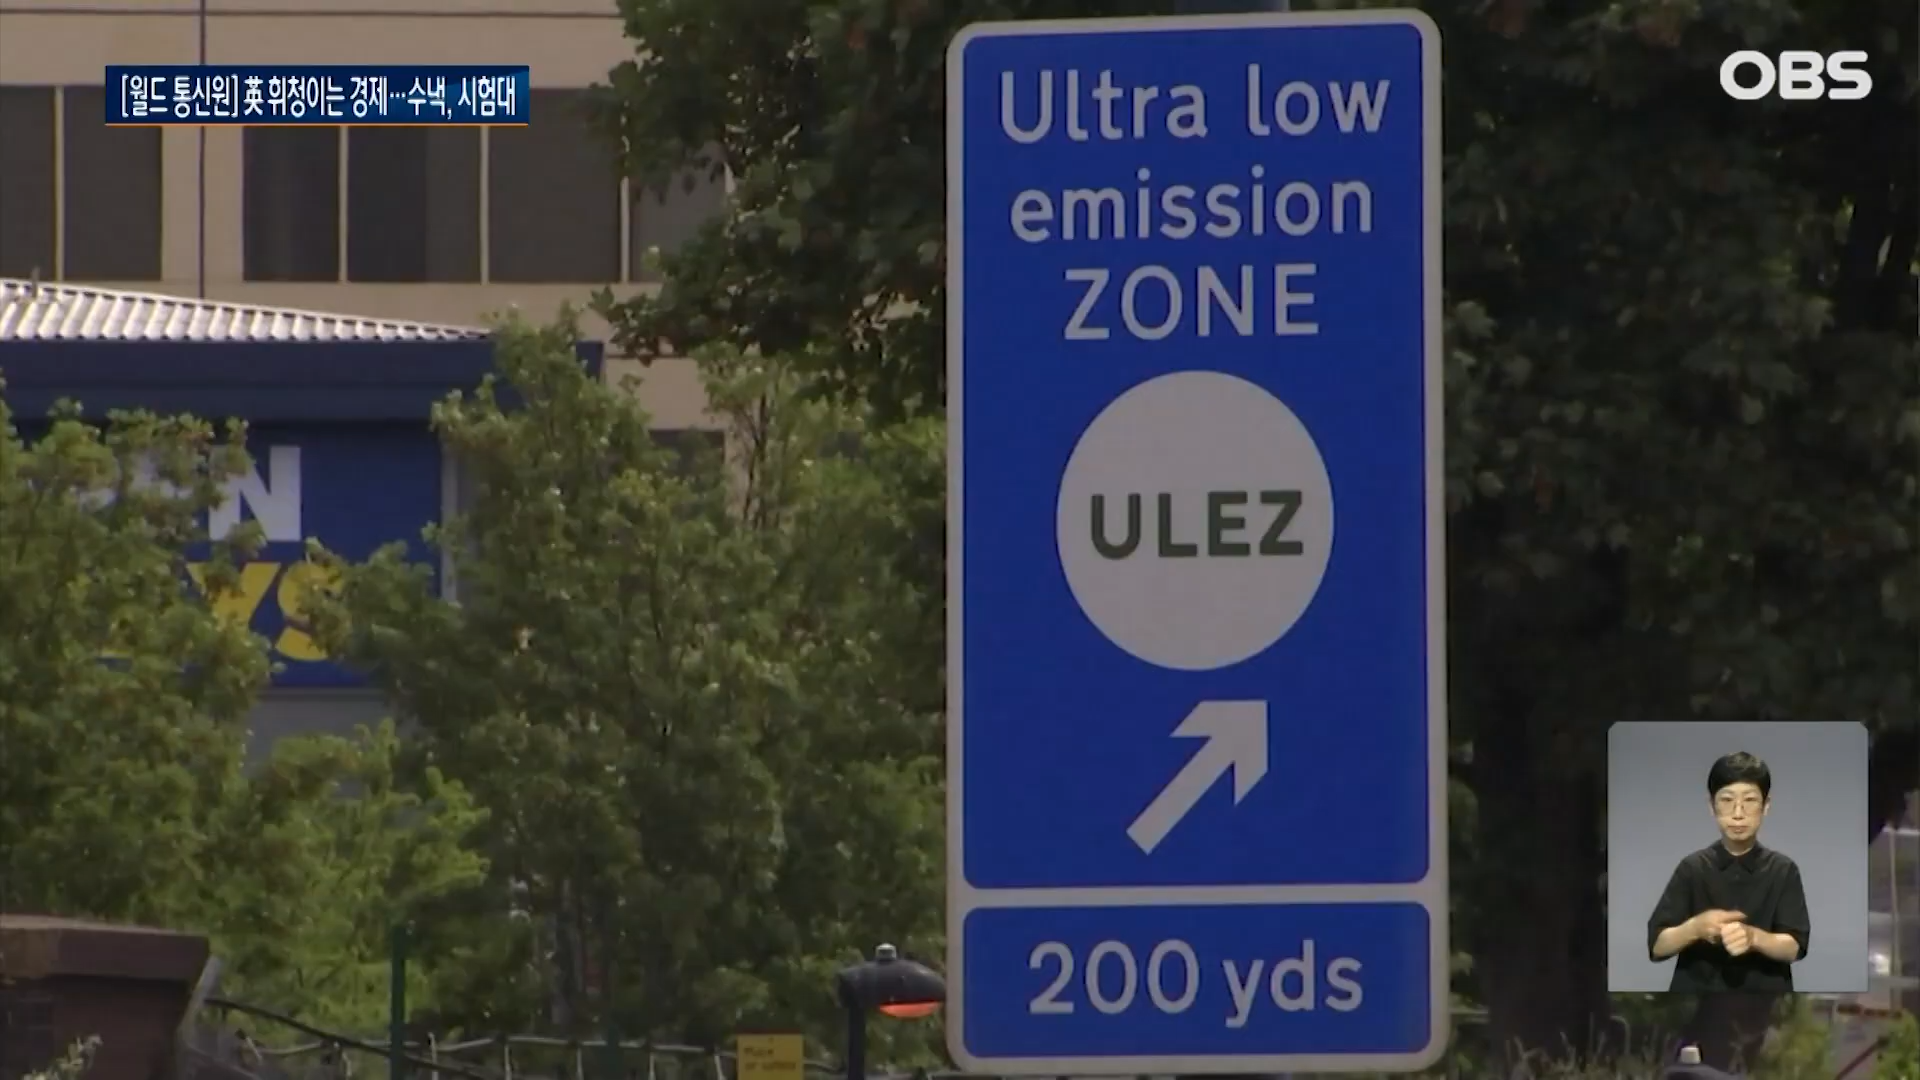 [월드 통신원] 英 휘청이는 경제…수낵, 시험대
OBS
Ultra low
emission
ZONE
ULEZ
200 yds
N
YS